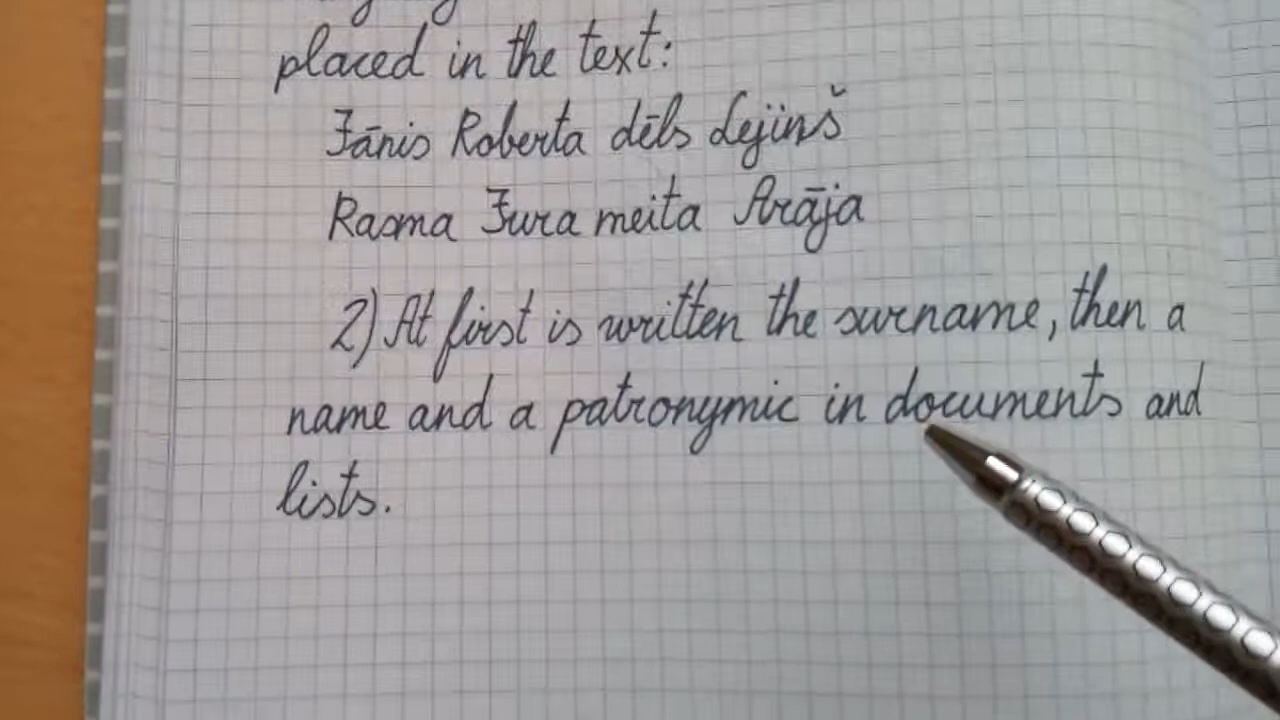 placed in the text:
Jānis Roberta dēls Lejiņš
Rasma Jura meita Arāja
2) At first is written the surname, then a
name and a patronymic in documents and
lists.